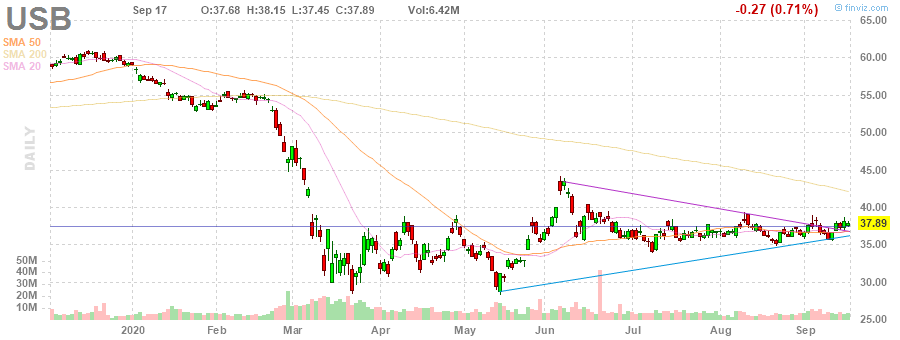 USB
Sep 17 O:37.68 H:38.15 L:37.45 C:37.89 Vol:6.42M -0.27 (0.71%)
© finviz.com
SMA 50
SMA 200
SMA 20
DAILY
65.00
60.00
55.00
50.00
45.00
40.00
37.89
35.00
30.00
25.00
50M
40M
30M
20M
10M
2020 Feb Mar Apr May Jun Jul Aug Sep